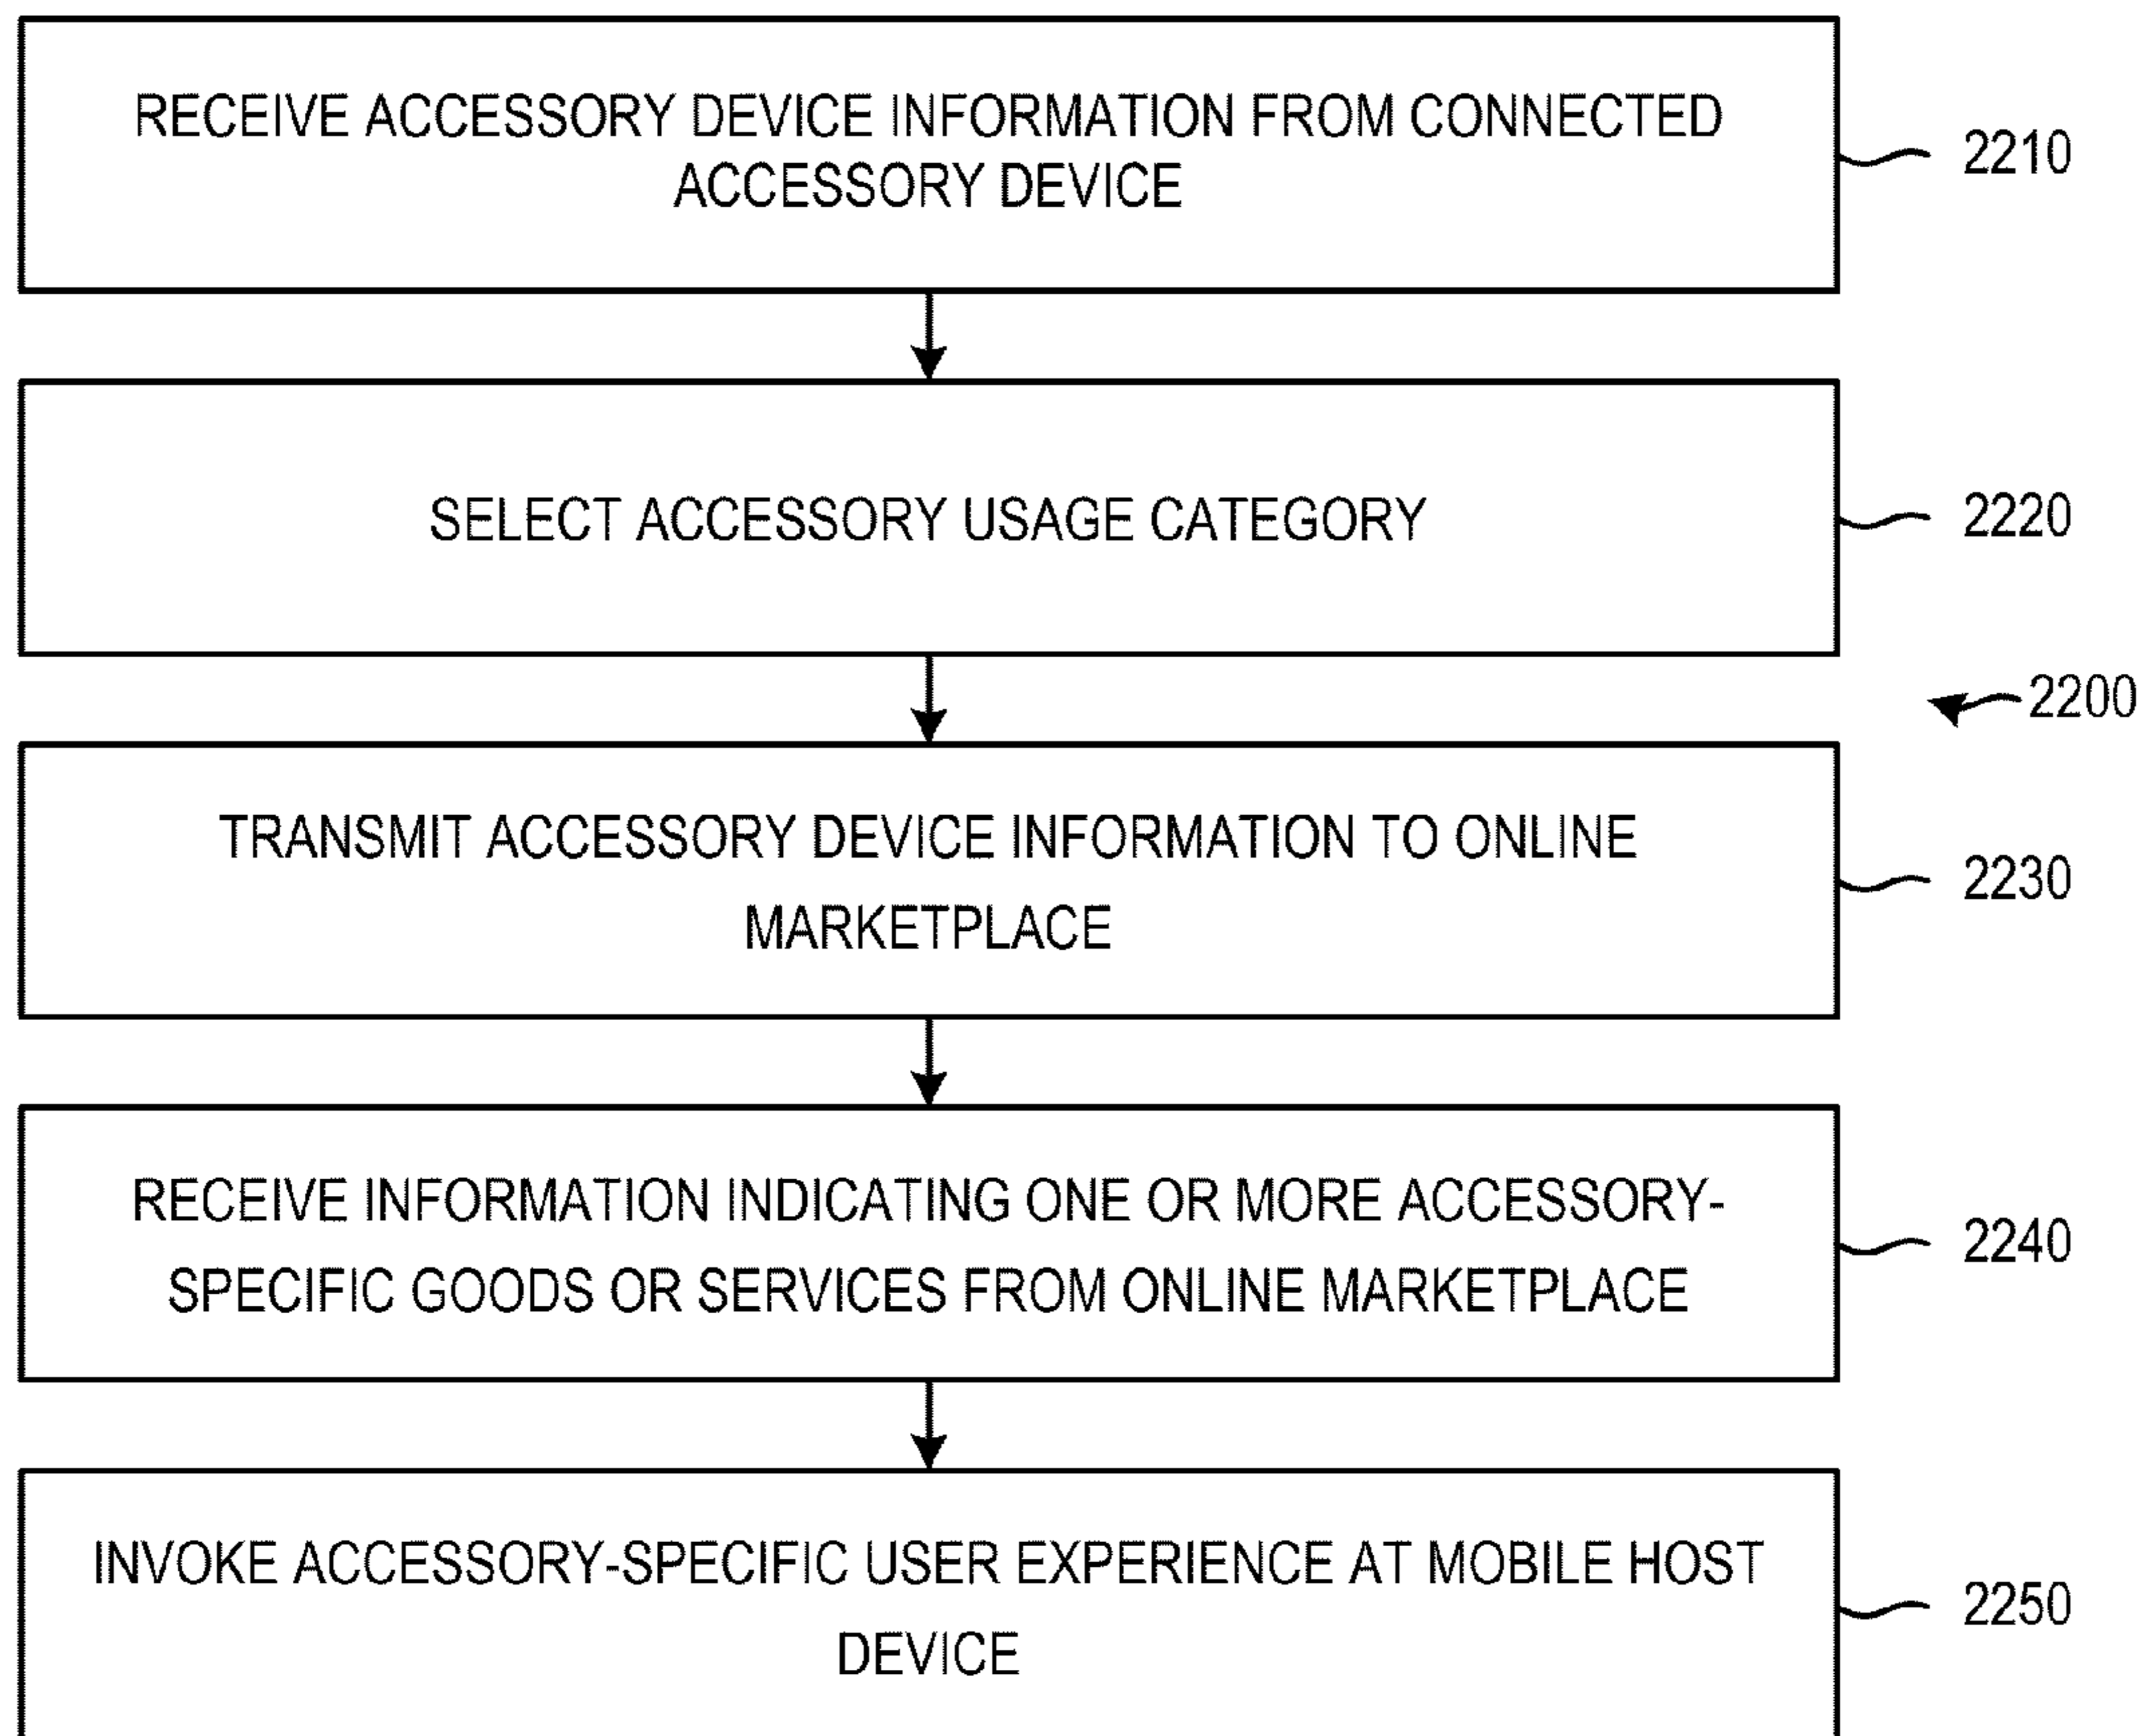 RECEIVE ACCESSORY DEVICE INFORMATION FROM CONNECTED
ACCESSORY DEVICE
2210
SELECT ACCESSORY USAGE CATEGORY
2220
2200
TRANSMIT ACCESSORY DEVICE INFORMATION TO ONLINE
MARKETPLACE
2230
RECEIVE INFORMATION INDICATING ONE OR MORE ACCESSORY-
SPECIFIC GOODS OR SERVICES FROM ONLINE MARKETPLACE
2240
INVOKE ACCESSORY-SPECIFIC USER EXPERIENCE AT MOBILE HOST
DEVICE
2250